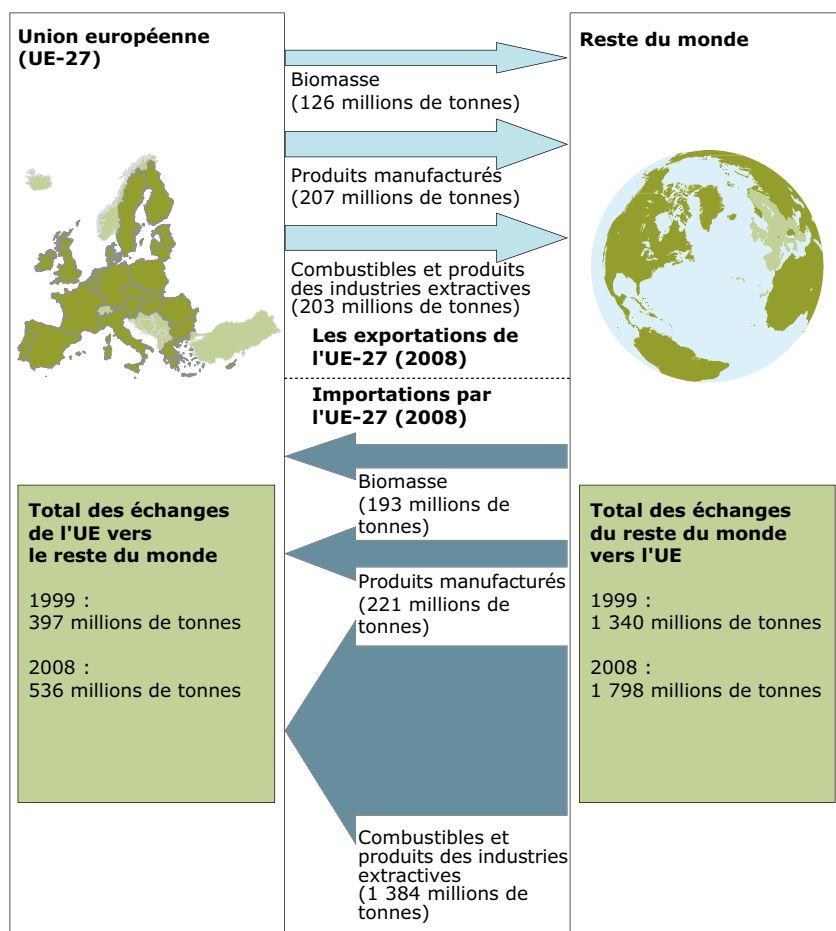 Union européenne
(UE-27)
Biomasse
(126 millions de tonnes)
Produits manufacturés
(207 millions de tonnes)
Combustibles et produits
des industries extractives
(203 millions de tonnes)
Les exportations de
l'UE-27 (2008)
Reste du monde
Importations par
l'UE-27 (2008)
Biomasse
(193 millions de
tonnes)
Produits manufacturés
(221 millions de
tonnes)
Combustibles et
produits des industries
extractives
(1 384 millions de
tonnes)
Total des échanges
de l'UE vers
le reste du monde
1999 :
397 millions de tonnes
2008 :
536 millions de tonnes
Total des échanges
du reste du monde
vers l'UE
1999 :
1 340 millions de tonnes
2008 :
1 798 millions de tonnes